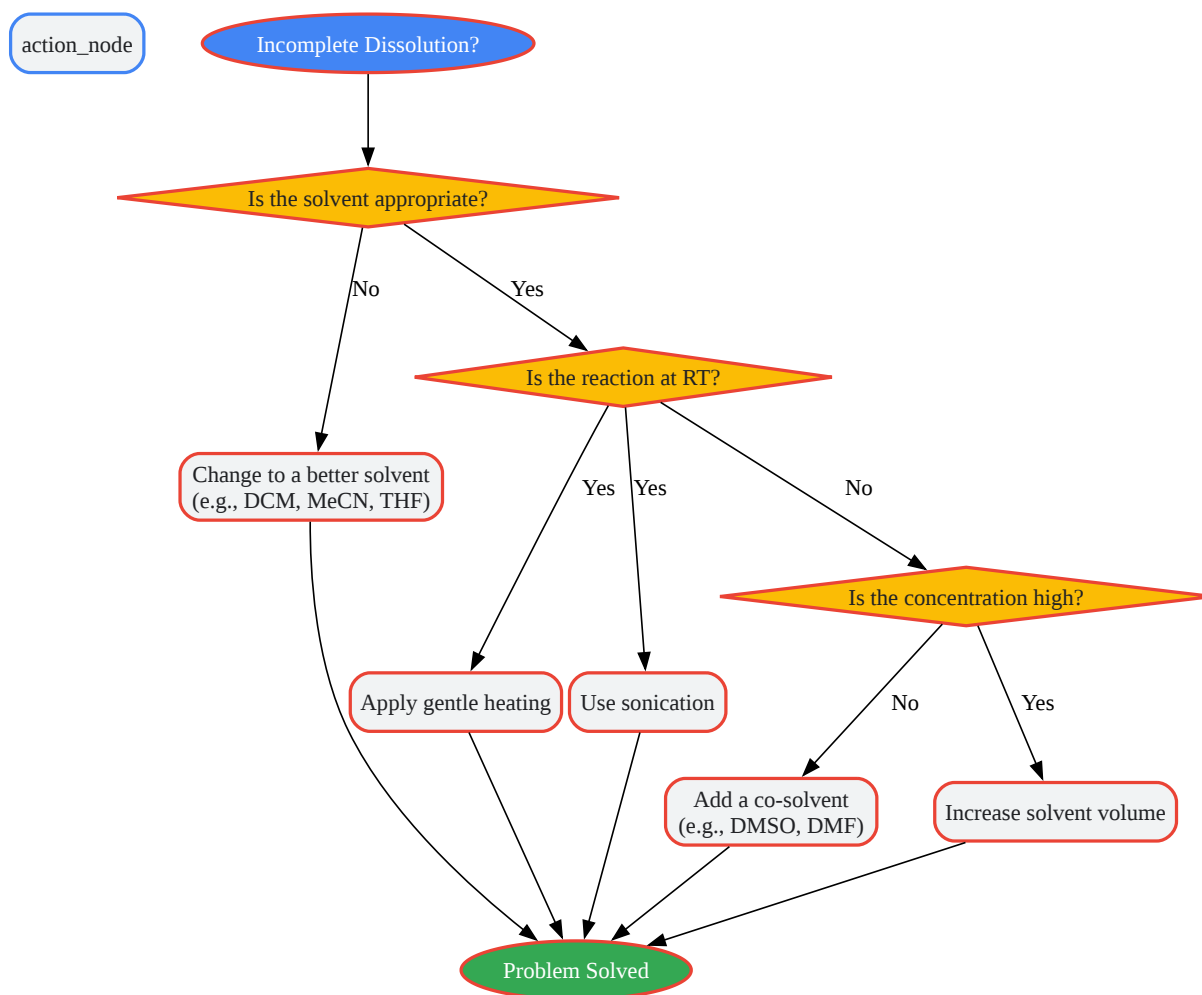 action_node
Incomplete Dissolution?
Is the solvent appropriate?
No
Yes
Is the reaction at RT?
Change to a better solvent
(e.g., DCM, MeCN, THF)
Yes
Yes
No
Is the concentration high?
Apply gentle heating
Use sonication
No
Yes
Add a co-solvent
(e.g., DMSO, DMF)
Increase solvent volume
Problem Solved